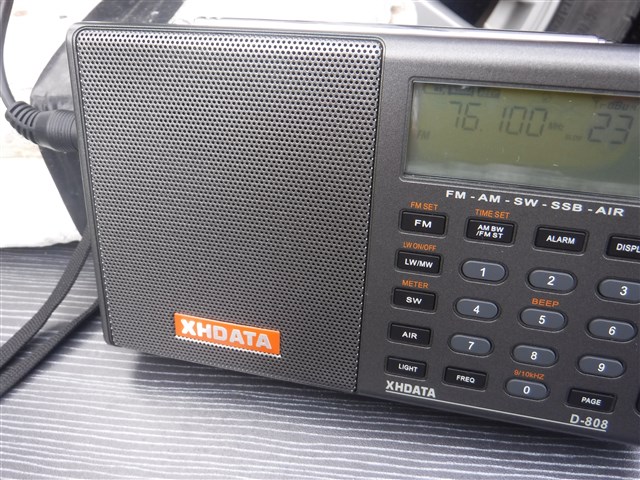 FM
76.100 MHz
23
FM - AM - SW - SSB - AIR
FM SET
TIME SET
FM
AM BW
/FM ST
ALARM
LW ON/OFF
LW/MW
1
2
3
METER
BEEP
SW
4
5
6
AIR
7
8
9
9/10kHZ
LIGHT
FREQ
0
PAGE
XHDATA
XHDATA
D-808